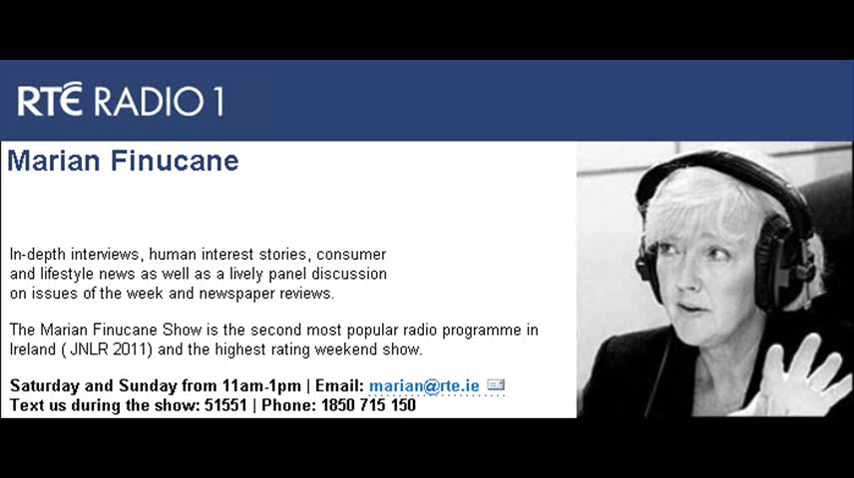 RTÉ RADIO 1
Marian Finucane
In-depth interviews, human interest stories, consumer
and lifestyle news as well as a lively panel discussion
on issues of the week and newspaper reviews.
The Marian Finucane Show is the second most popular radio programme in
Ireland ( JNLR 2011) and the highest rating weekend show.
Saturday and Sunday from 11am-1pm | Email: marian@rte.ie
Text us during the show: 51551 | Phone: 1850 715 150